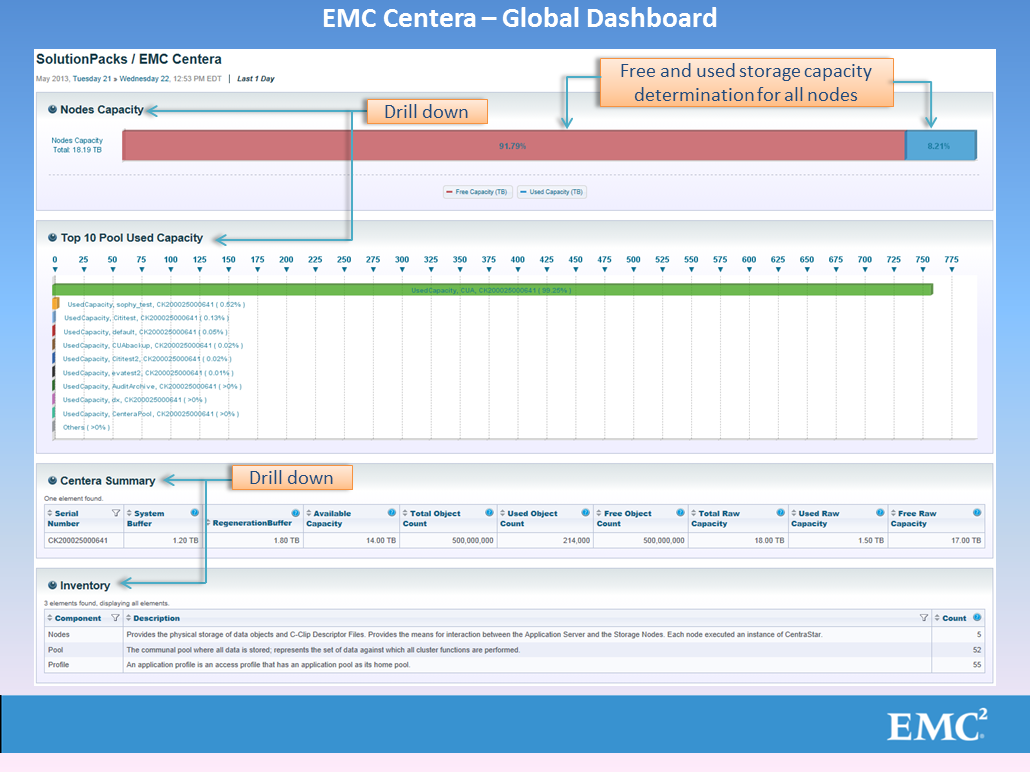 EMC Centera – Global Dashboard
SolutionPacks / EMC Centera
May 2013, Tuesday 21 » Wednesday 22, 12:53 PM EDT | Last 1 Day
Free and used storage capacity
determination for all nodes
Nodes Capacity
Drill down
Nodes Capacity
Total: 18.19 TB
91.79%
8.21%
Free Capacity (TB)
Used Capacity (TB)
Top 10 Pool Used Capacity
0 25 50 75 100 125 150 175 200 225 250 275 300 325 350 375 400 425 450 475 500 525 550 575 600 625 650 675 700 725 750 775
UsedCapacity, CUA, CK200025000641 ( 99.25% )
UsedCapacity, sophy_test, CK200025000641 ( 0.52% )
UsedCapacity, Cititest, CK200025000641 ( 0.13% )
UsedCapacity, default, CK200025000641 ( 0.05% )
UsedCapacity, CUAbackup, CK200025000641 ( 0.02% )
UsedCapacity, Cititest2, CK200025000641 ( 0.02% )
UsedCapacity, evatest2, CK200025000641 ( 0.01% )
UsedCapacity, AuditArchive, CK200025000641 ( >0% )
UsedCapacity, dx, CK200025000641 ( >0% )
UsedCapacity, CenteraPool, CK200025000641 ( >0% )
Others ( >0% )
Centera Summary
Drill down
One element found.
Serial Number System Buffer RegenerationBuffer Available Capacity Total Object Count Used Object Count Free Object Count Total Raw Capacity Used Raw Capacity Free Raw Capacity
CK200025000641 1.20 TB 1.80 TB 14.00 TB 500,000,000 214,000 500,000,000 18.00 TB 1.50 TB 17.00 TB
Inventory
3 elements found, displaying all elements.
Component Description Count
Nodes Provides the physical storage of data objects and C-Clip Descriptor Files. Provides the means for interaction between the Application Server and the Storage Nodes. Each node executed an instance of CentraStar. 5
Pool The communal pool where all data is stored; represents the set of data against which all cluster functions are performed. 52
Profile An application profile is an access profile that has an application pool as its home pool. 55
EMC²